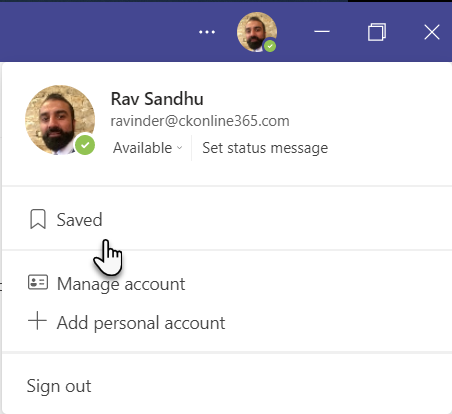 Rav Sandhu
ravinder@ckonline365.com
Available Set status message
Saved
Manage account
Add personal account
Sign out